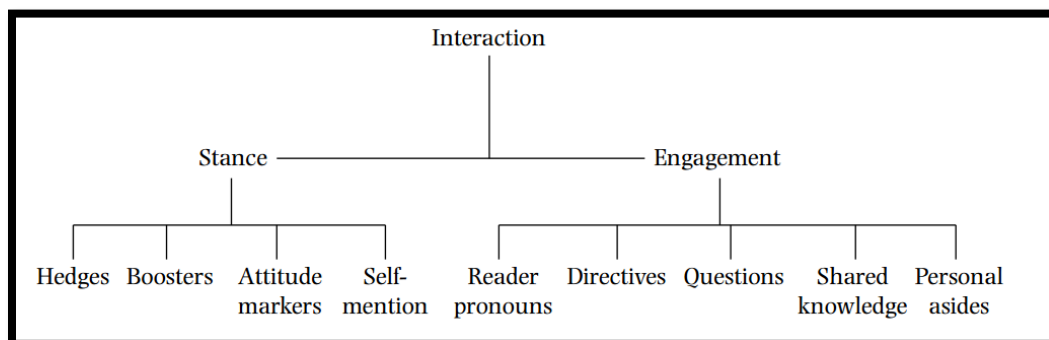 Interaction
Stance
Engagement
Hedges
Boosters
Attitude
markers
Self-
mention
Reader
pronouns
Directives
Questions
Shared
knowledge
Personal
asides